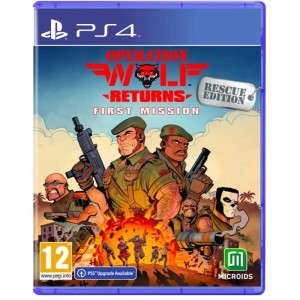 PS4
OPERATION
WOLF
RETURNS
FIRST MISSION
RESCUE
EDITION
12
www.pegi.info
PS5 Upgrade Available
MICROIDS